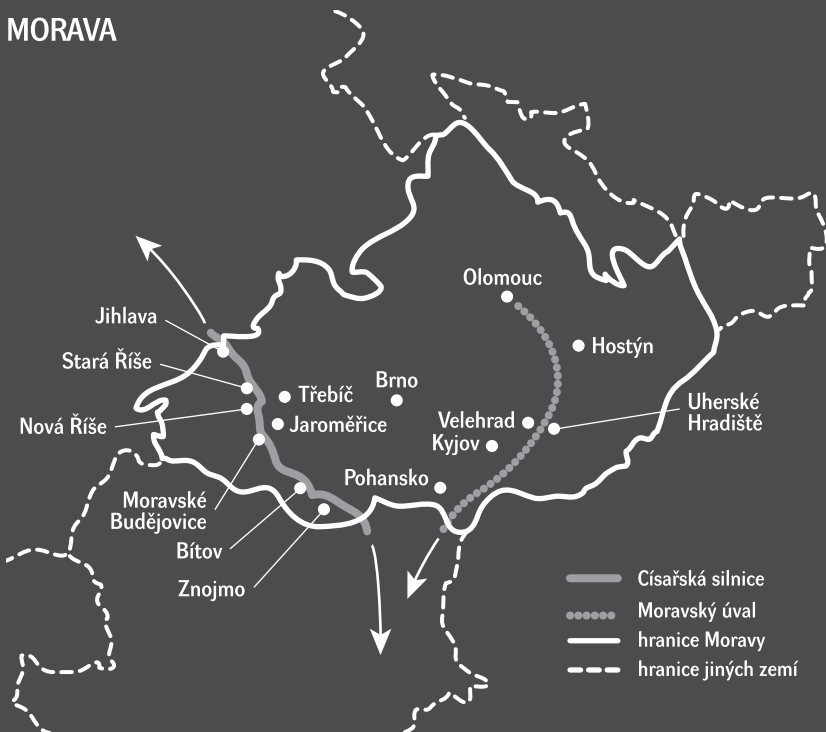 MORAVA
Olomouc
Jihlava
Hostýn
Stará Říše
Brno
Třebíč
Uherské
Hradiště
Nová Říše
Jaroměřice
Velehrad
Kyjov
Pohansko
Moravské
Budějovice
Bítov
Znojmo
Císařská silnice
Moravský úval
hranice Moravy
hranice jiných zemí